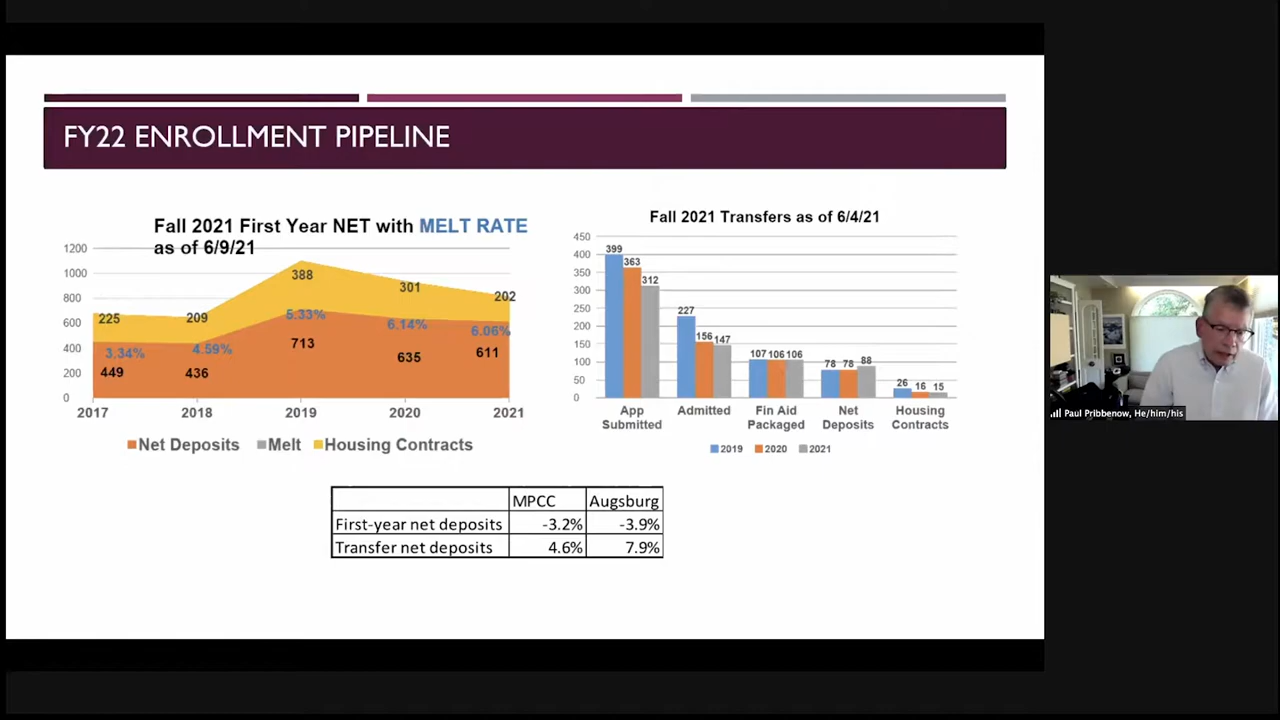 FY22 ENROLLMENT PIPELINE
Fall 2021 First Year NET with MELT RATE
as of 6/9/21
1200
1000
800
600
400
200
0
225
209
388
301
202
3.34%
4.59%
5.33%
6.14%
6.06%
449
436
713
635
611
2017
2018
2019
2020
2021
Net Deposits
Melt
Housing Contracts
Fall 2021 Transfers as of 6/4/21
450
400
350
300
250
200
150
100
50
0
399
363
312
227
156
147
107
106
106
78
78
88
26
16
15
App
Submitted
Admitted
Fin Aid
Packaged
Net
Deposits
Housing
Contracts
2019
2020
2021
MPCC Augsburg
First-year net deposits -3.2% -3.9%
Transfer net deposits 4.6% 7.9%
Paul Pribbenow, He/him/his